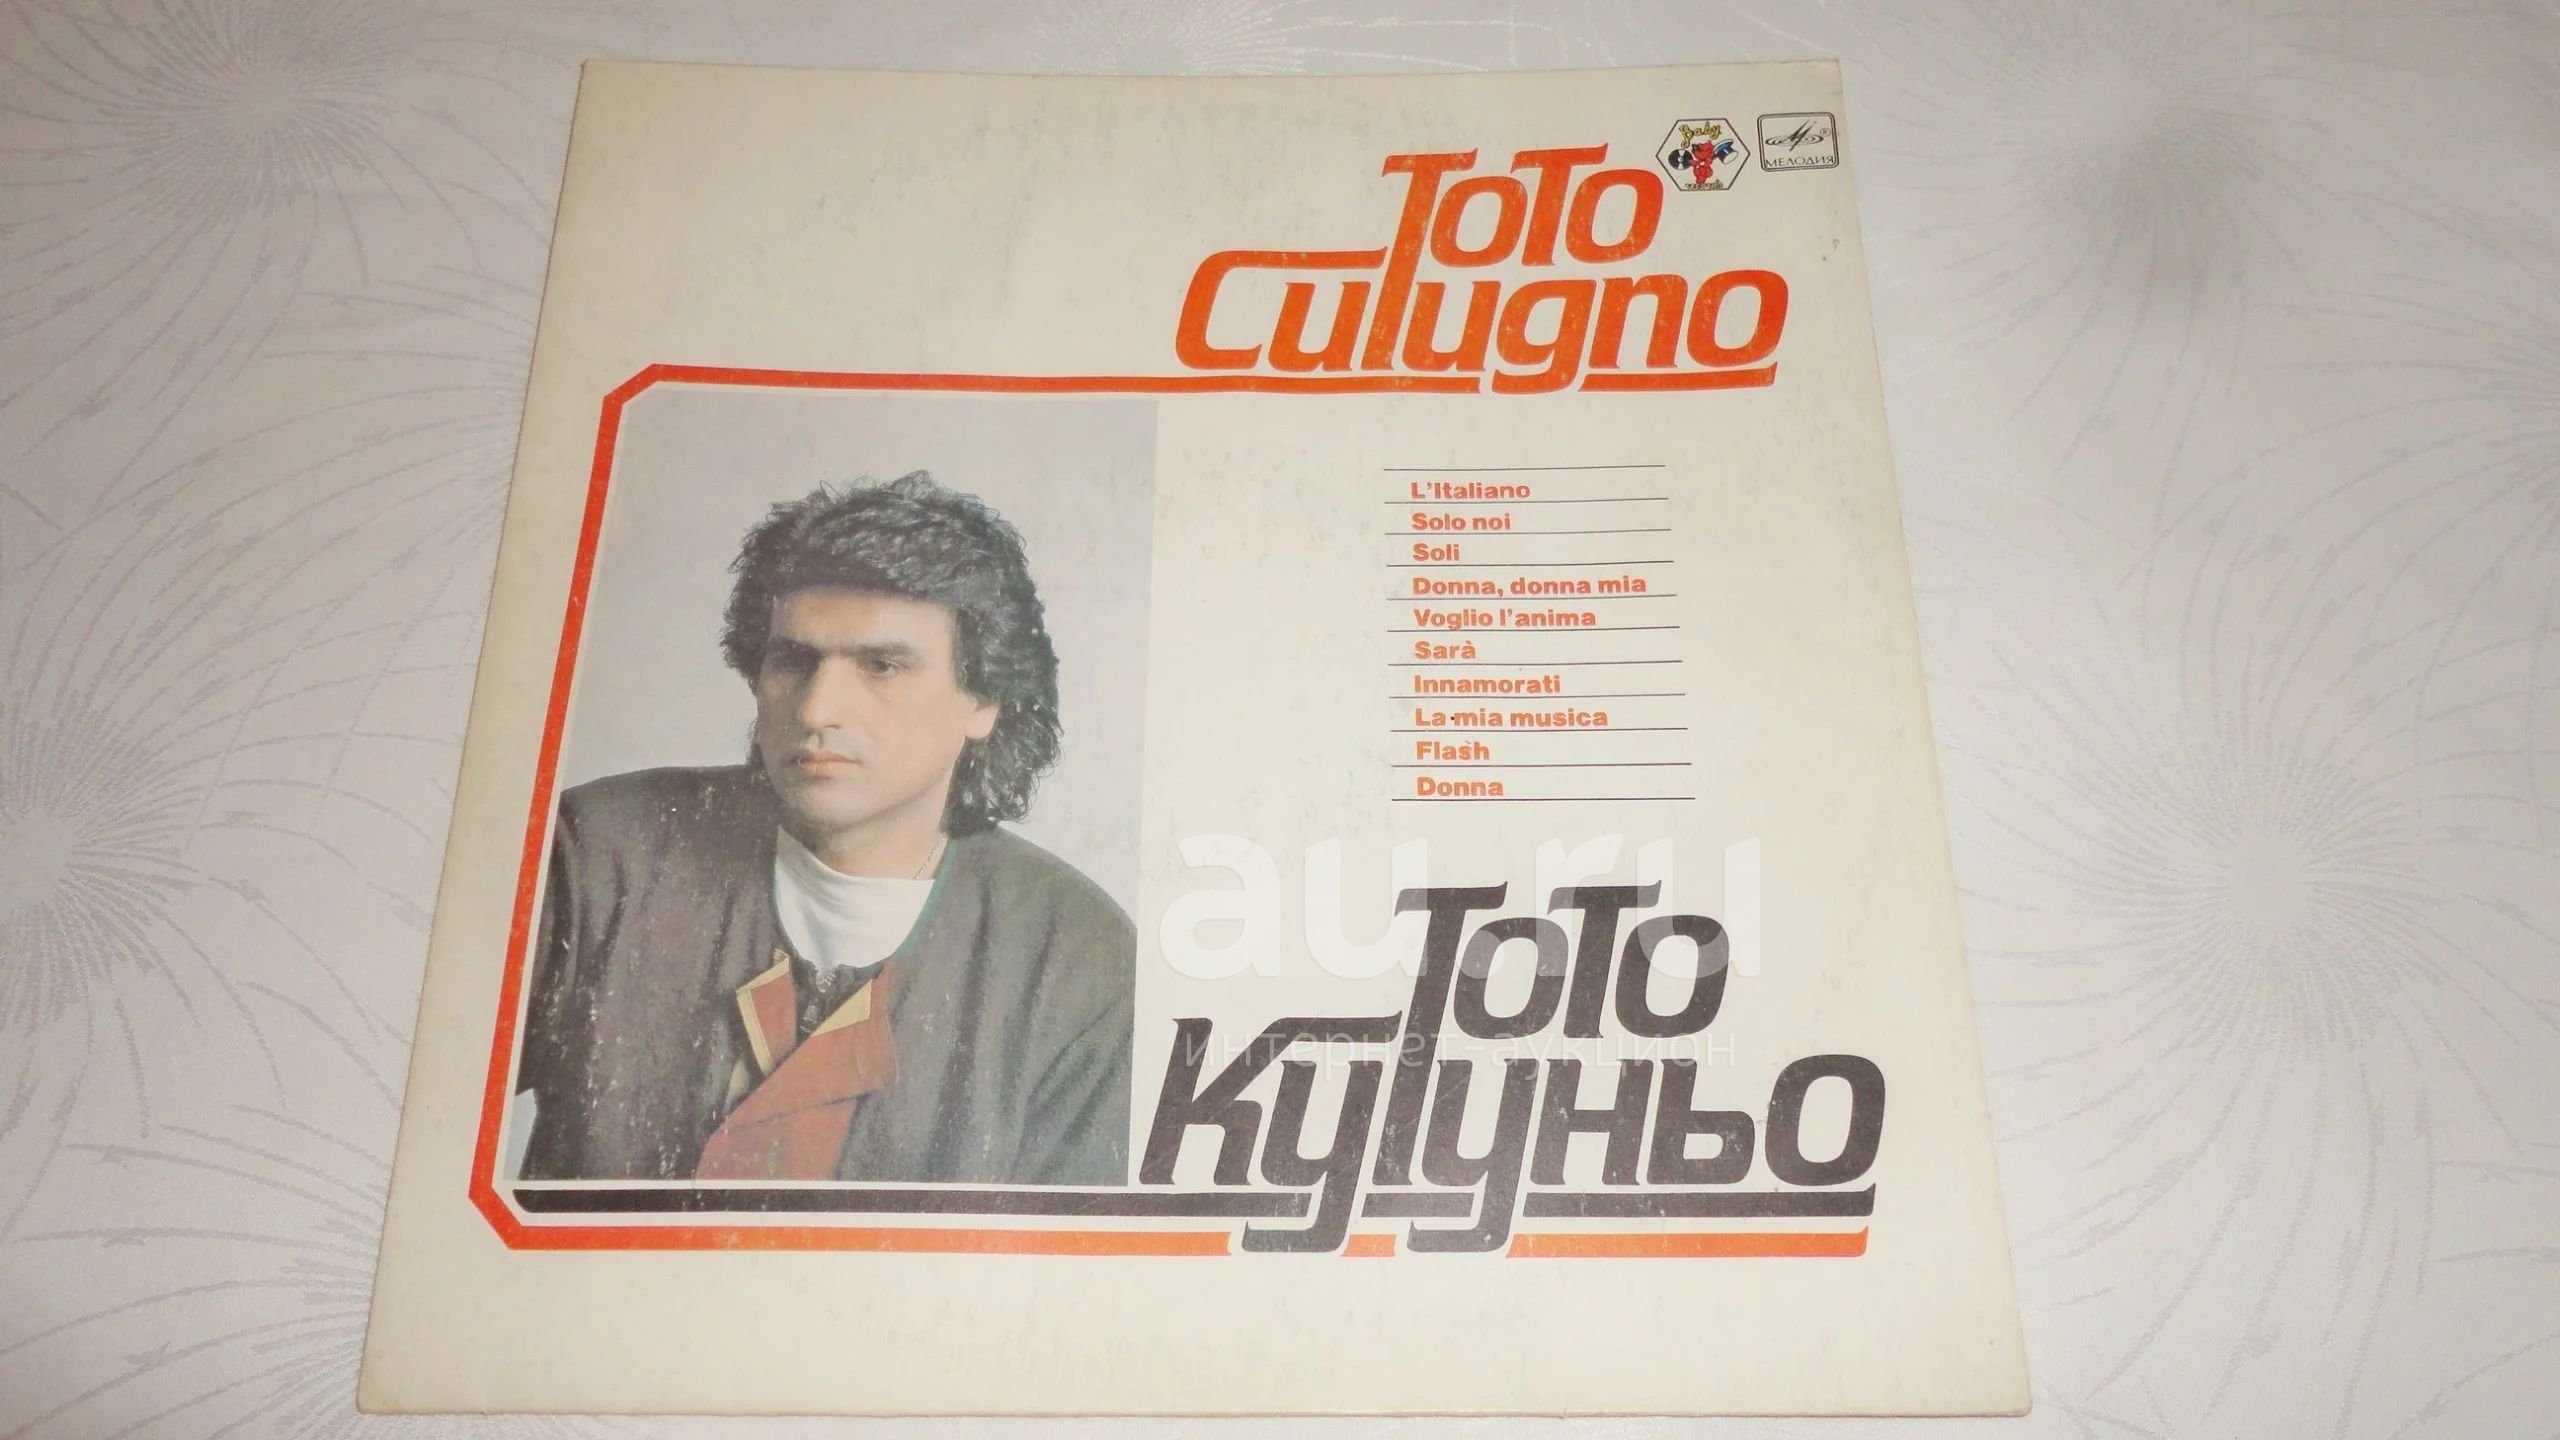 Baby
records
МЕЛОДИЯ
®
Toto
Cutugno
L'Italiano
Solo noi
Soli
Donna, donna mia
Voglio l'anima
Sarà
Innamorati
La mia musica
Flash
Donna
au.ru
интернет-аукцион
Тото
Кутуньо